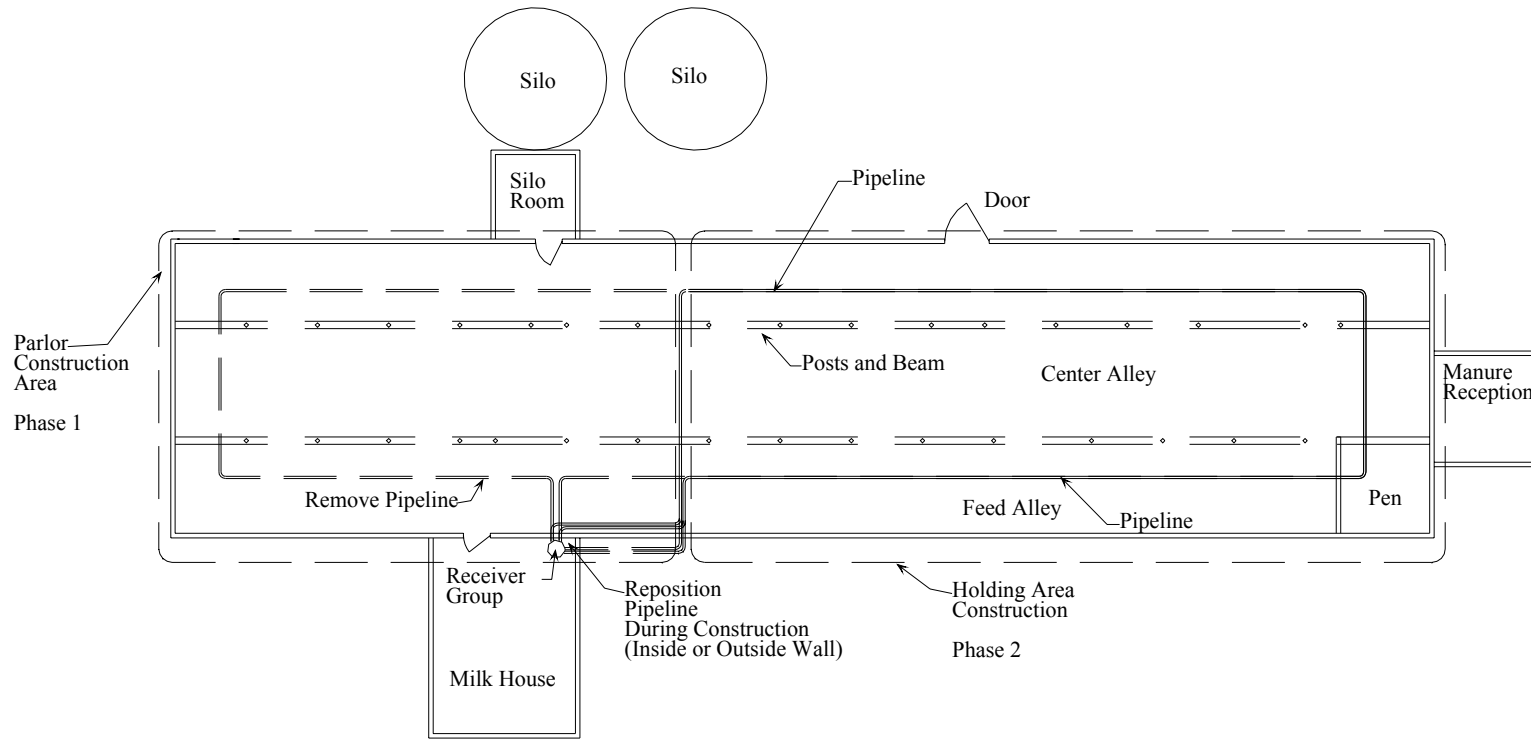 Silo
Silo
Silo
Room
Pipeline
Door
Parlor
Construction
Area
Phase 1
Posts and Beam
Center Alley
Manure
Reception
Remove Pipeline
Feed Alley
Pipeline
Pen
Receiver
Group
Reposition
Pipeline
During Construction
(Inside or Outside Wall)
Holding Area
Construction
Phase 2
Milk House